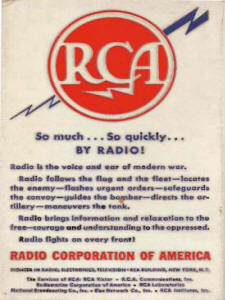 RCA
So much...So quickly...
BY RADIO!
Radio is the voice and ear of modern war.
Radio follows the flag and the fleet—locates
the enemy—flashes urgent orders—safeguards
the convoy—guides the bomber—directs the ar-
tillery—maneuvers the tank.
Radio brings information and relaxation to the
free—courage and understanding to the oppressed.
Radio fights on every front!
RADIO CORPORATION OF AMERICA
PIONEER IN RADIO, ELECTRONICS, TELEVISION • RCA BUILDING, NEW YORK, N.Y.
The Services of RCA: RCA Victor • R.C.A. Communications, Inc.
Radiomarine Corporation of America • RCA Laboratories
National Broadcasting Co., Inc. • Blue Network Co., Inc. • RCA Institutes, Inc.